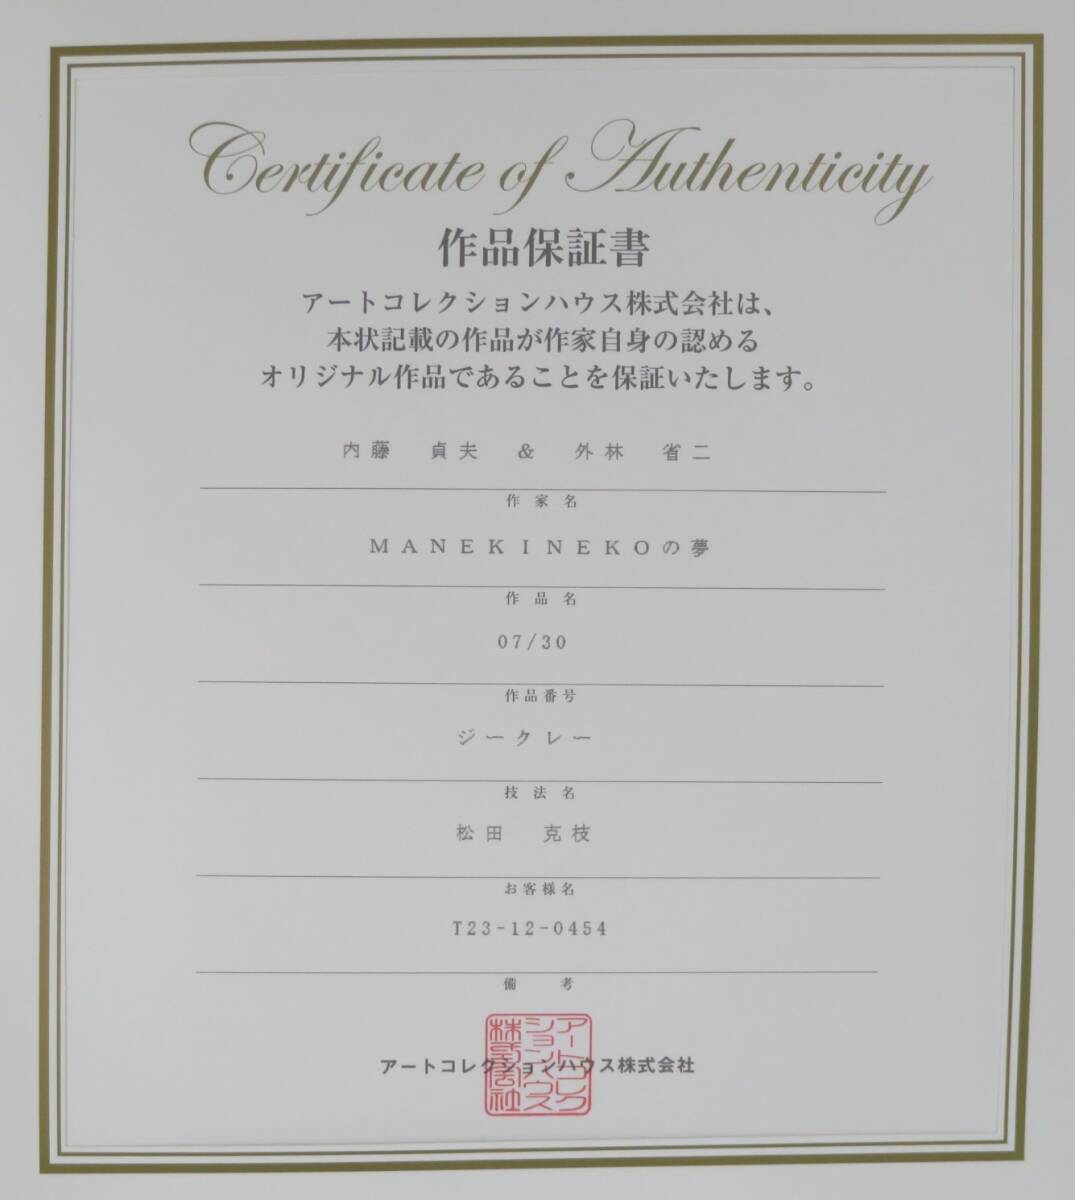 Certificate of Authenticity
作品保証書
アートコレクションハウス株式会社は、
本状記載の作品が作家自身の認める
オリジナル作品であることを保証いたします。
内藤 貞夫 & 外林 省二
作家名
MANEKINEKOの夢
作品名
07/30
作品番号
ジークレー
技法名
松田 克枝
お客様名
T23-12-0454
備考
アートコレクションハウス株式会社
アートコレク
ションハウス
株式会社